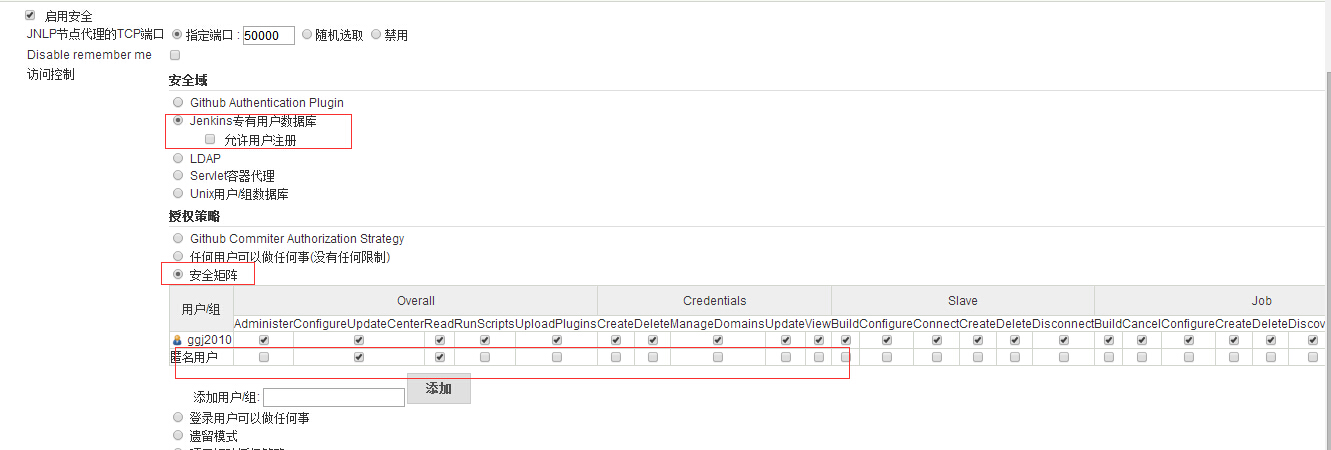 启用安全
JNLP节点代理的TCP端口 指定端口 : 50000 随机选取 禁用
Disable remember me
访问控制
安全域
Github Authentication Plugin
Jenkins专有用户数据库
允许用户注册
LDAP
Servlet容器代理
Unix用户/组数据库
授权策略
Github Commiter Authorization Strategy
任何用户可以做任何事(没有任何限制)
安全矩阵
用户/组 Overall Credentials Slave Job
Administer ConfigureUpdateCenter Read RunScripts UploadPlugins Create Delete ManageDomains Update View Build Configure Connect Create Delete Disconnect Build Cancel Configure Create Delete Discov
ggj2010
匿名用户
添加用户/组: 添加
登录用户可以做任何事
遗留模式